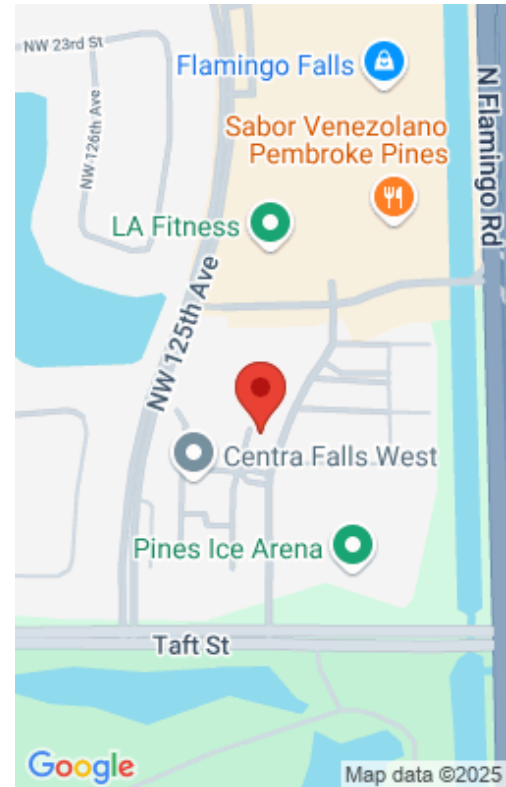 NW 23rd St
NW 126th Ave
Flamingo Falls
N Flamingo Rd
Sabor Venezolano
Pembroke Pines
LA Fitness
NW 125th Ave
Centra Falls West
Pines Ice Arena
Taft St
Google
Map data ©2025